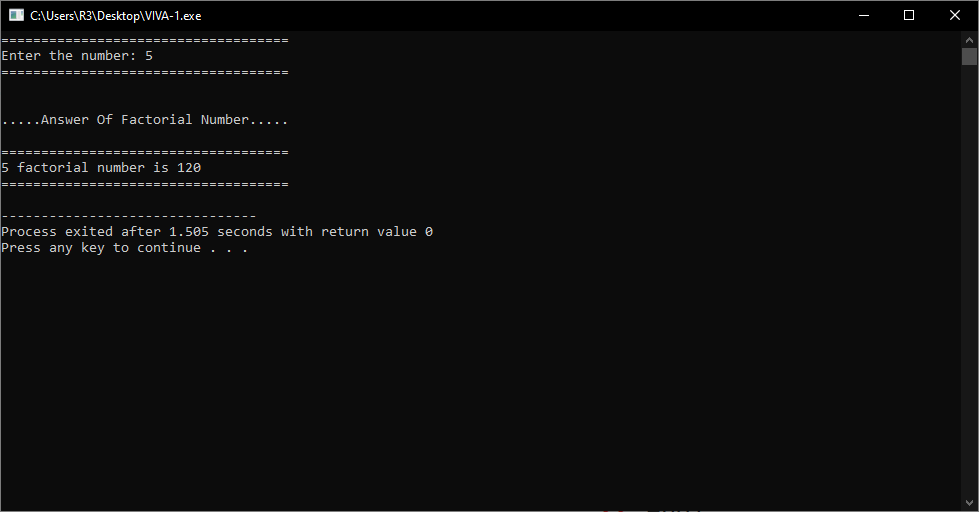 C:\Users\R3\Desktop\VIVA-1.exe
====================================
Enter the number: 5
====================================
.....Answer Of Factorial Number.....
====================================
5 factorial number is 120
====================================
--------------------------------
Process exited after 1.505 seconds with return value 0
Press any key to continue . . .